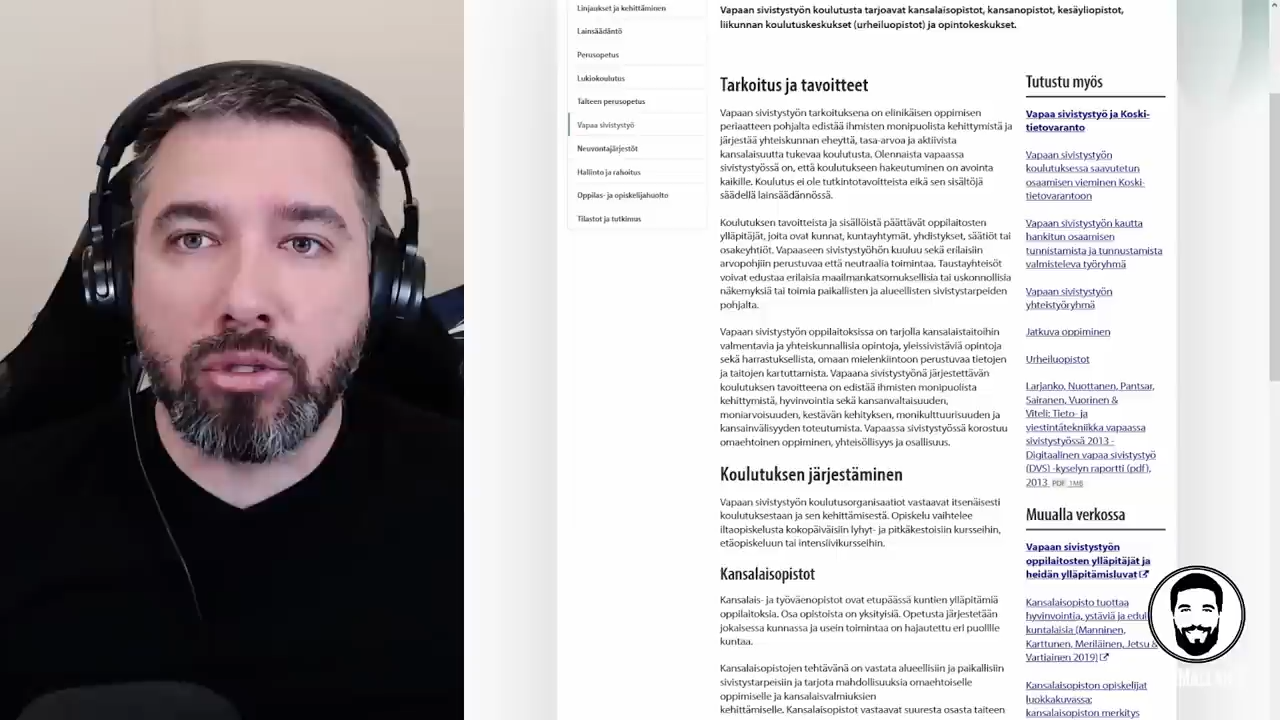 Linjaukset ja kehittäminen
Lainsäädäntö
Perusopetus
Lukiokoulutus
Taiteen perusopetus
Vapaa sivistystyö
Neuvontajärjestöt
Hallinto ja rahoitus
Oppilas- ja opiskelijahuolto
Tilastot ja tutkimus
Vapaan sivistystyön koulutusta tarjoavat kansalaisopistot, kansanopistot, kesäyliopistot,
liikunnan koulutuskeskukset (urheiluopistot) ja opintokeskukset.
Tarkoitus ja tavoitteet
Vapaan sivistystyön tarkoituksena on elinikäisen oppimisen
periaatteen pohjalta edistää ihmisten monipuolista kehittymistä ja
järjestää yhteiskunnan eheyttä, tasa-arvoa ja aktiivista
kansalaisuutta tukevaa koulutusta. Olennaista vapaassa
sivistystyössä on, että koulutukseen hakeutuminen on avointa
kaikille. Koulutus ei ole tutkintotavoitteista eikä sen sisältöjä
säädellä lainsäädännössä.
Koulutuksen tavoitteista ja sisällöistä päättävät oppilaitosten
ylläpitäjät, joita ovat kunnat, kuntayhtymät, yhdistykset, säätiöt tai
osakeyhtiöt. Vapaaseen sivistystyöhön kuuluu sekä erilaisiin
arvopohjiin perustuvaa että neutraalia toimintaa. Taustayhteisöt
voivat edustaa erilaisia maailmankatsomuksellisia tai uskonnollisia
näkemyksiä tai toimia paikallisten ja alueellisten sivistystarpeiden
pohjalta.
Vapaan sivistystyön oppilaitoksissa on tarjolla kansalaistaitoihin
valmentavia ja yhteiskunnallisia opintoja, yleissivistäviä opintoja
sekä harrastuksellista, omaan mielenkiintoon perustuvaa tietojen
ja taitojen kartuttamista. Vapaana sivistystyönä järjestettävän
koulutuksen tavoitteena on edistää ihmisten monipuolista
kehittymistä, hyvinvointia sekä kansanvaltaisuuden,
moniarvoisuuden, kestävän kehityksen, monikulttuurisuuden ja
kansainvälisyyden toteutumista. Vapaassa sivistystyössä korostuu
omaehtoinen oppiminen, yhteisöllisyys ja osallisuus.
Koulutuksen järjestäminen
Vapaan sivistystyön koulutusorganisaatiot vastaavat itsenäisesti
koulutuksestaan ja sen kehittämisestä. Opiskelu vaihtelee
iltaopiskelusta kokopäiväisiin lyhyt- ja pitkäkestoisiin kursseihin,
etäopiskeluun tai intensiivikursseihin.
Kansalaisopistot
Kansalais- ja työväenopistot ovat etupäässä kuntien ylläpitämiä
oppilaitoksia. Osa opistoista on yksityisiä. Opetusta järjestetään
jokaisessa kunnassa ja usein toimintaa on hajautettu eri puolille
kuntaa.
Kansalaisopistojen tehtävänä on vastata alueellisiin ja paikallisiin
sivistystarpeisiin ja tarjota mahdollisuuksia omaehtoiselle
oppimiselle ja kansalaisvalmiuksien
kehittämiselle. Kansalaisopistot vastaavat suuresta osasta taiteen
Tutustu myös
Vapaa sivistystyö ja Koski-
tietovaranto
Vapaan sivistystyön
koulutuksessa saavutetun
osaamisen vieminen Koski-
tietovarantoon
Vapaan sivistystyön kautta
hankitun osaamisen
tunnistamista ja tunnustamista
valmisteleva työryhmä
Vapaan sivistystyön
yhteistyöryhmä
Jatkuva oppiminen
Urheiluopistot
Larjanko, Nuottanen, Pantsar,
Sairanen, Vuorinen &
Viteli: Tieto- ja
viestintätekniikka vapaassa
sivistystyössä 2013 -
Digitaalinen vapaa sivistystyö
(DVS) -kyselyn raportti (pdf),
2013 PDF 1MB
Muualla verkossa
Vapaan sivistystyön
oppilaitosten ylläpitäjät ja
heidän ylläpitämisluvat
Kansalaisopisto tuottaa
hyvinvointia, ystäviä ja
kuntalaisia (Manninen,
Karttunen, Meriläinen, Jetsu &
Vartiainen 2019)
Kansalaisopiston opiskelijat
luokkakuvassa:
kansalaisopiston merkitys